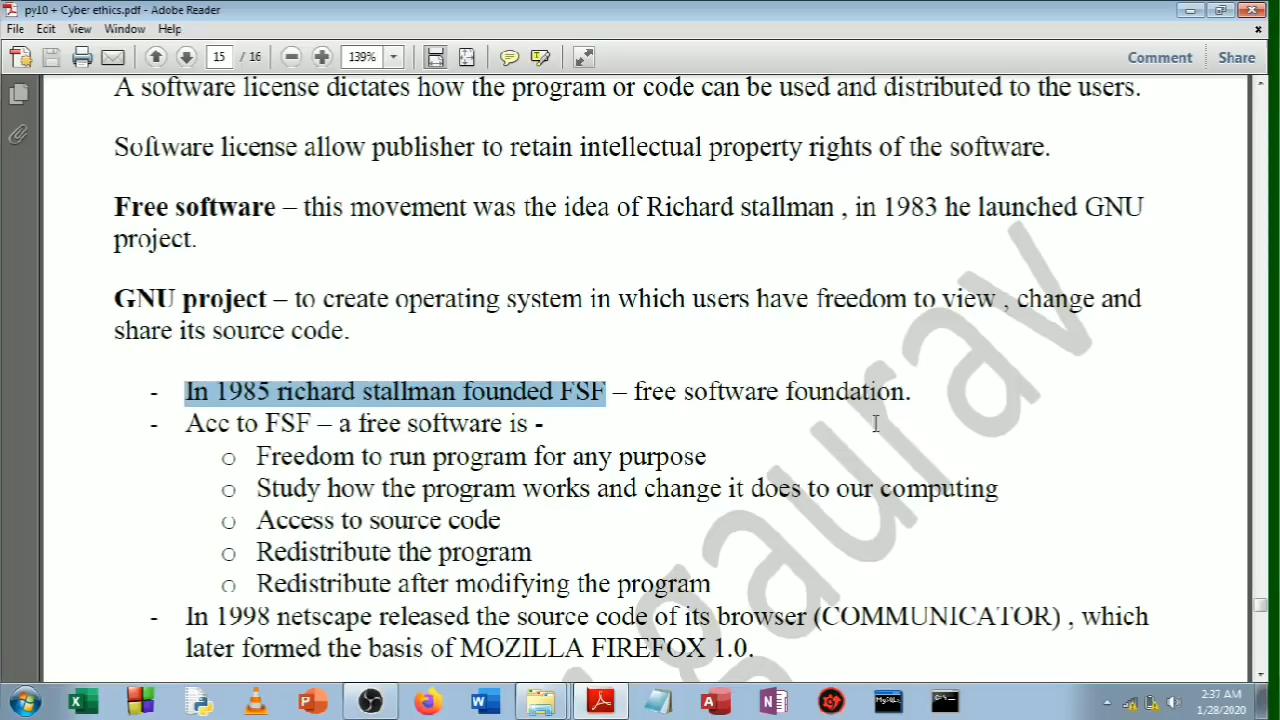 py10 + Cyber ethics.pdf - Adobe Reader
File Edit View Window Help
15 / 16 139% Comment Share
A software license dictates how the program or code can be used and distributed to the users.
Software license allow publisher to retain intellectual property rights of the software.
Free software – this movement was the idea of Richard stallman , in 1983 he launched GNU
project.
GNU project – to create operating system in which users have freedom to view , change and
share its source code.
- In 1985 richard stallman founded FSF – free software foundation.
- Acc to FSF – a free software is -
o Freedom to run program for any purpose
o Study how the program works and change it does to our computing
o Access to source code
o Redistribute the program
o Redistribute after modifying the program
- In 1998 netscape released the source code of its browser (COMMUNICATOR) , which
later formed the basis of MOZILLA FIREFOX 1.0.
gaurav
2:37 AM
1/28/2020